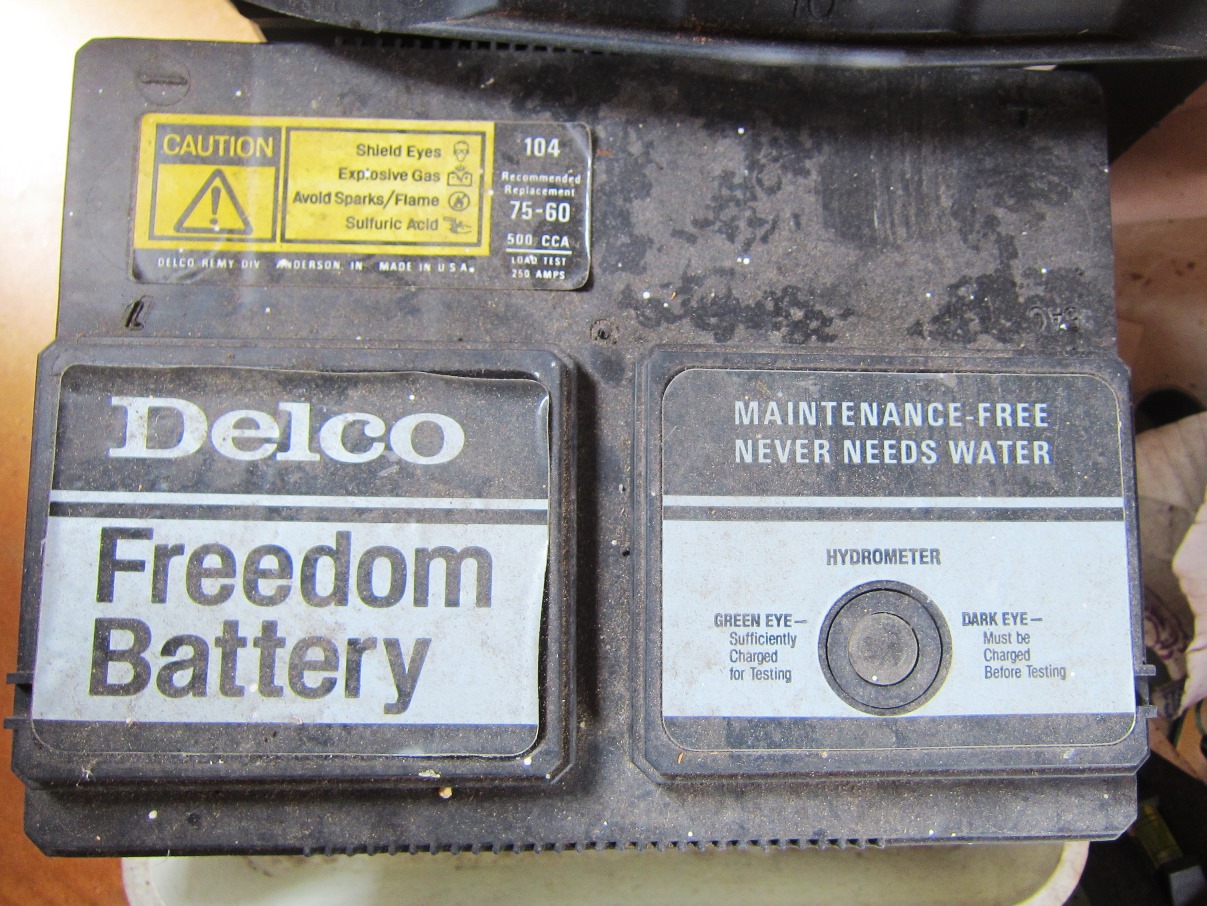 10
CAUTION
Shield Eyes
Explosive Gas
Avoid Sparks/Flame
Sulfuric Acid
DELCO REMY DIV ANDERSON, IN MADE IN U S A.
104
Recommended
Replacement
75-60
500 CCA
LOAD TEST
250 AMPS
Delco
Freedom
Battery
MAINTENANCE-FREE
NEVER NEEDS WATER
HYDROMETER
GREEN EYE—
Sufficiently
Charged
for Testing
DARK EYE—
Must be
Charged
Before Testing